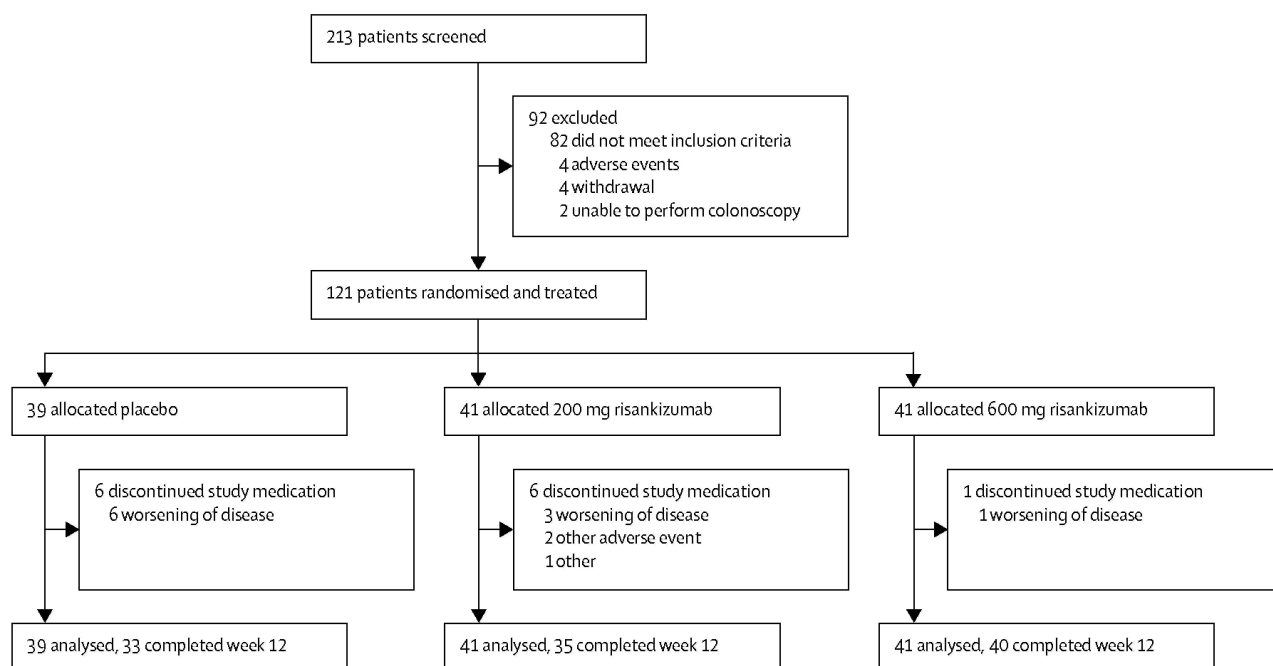 213 patients screened
92 excluded
82 did not meet inclusion criteria
4 adverse events
4 withdrawal
2 unable to perform colonoscopy
121 patients randomised and treated
39 allocated placebo
41 allocated 200 mg risankizumab
41 allocated 600 mg risankizumab
6 discontinued study medication
6 worsening of disease
6 discontinued study medication
3 worsening of disease
2 other adverse event
1 other
1 discontinued study medication
1 worsening of disease
39 analysed, 33 completed week 12
41 analysed, 35 completed week 12
41 analysed, 40 completed week 12